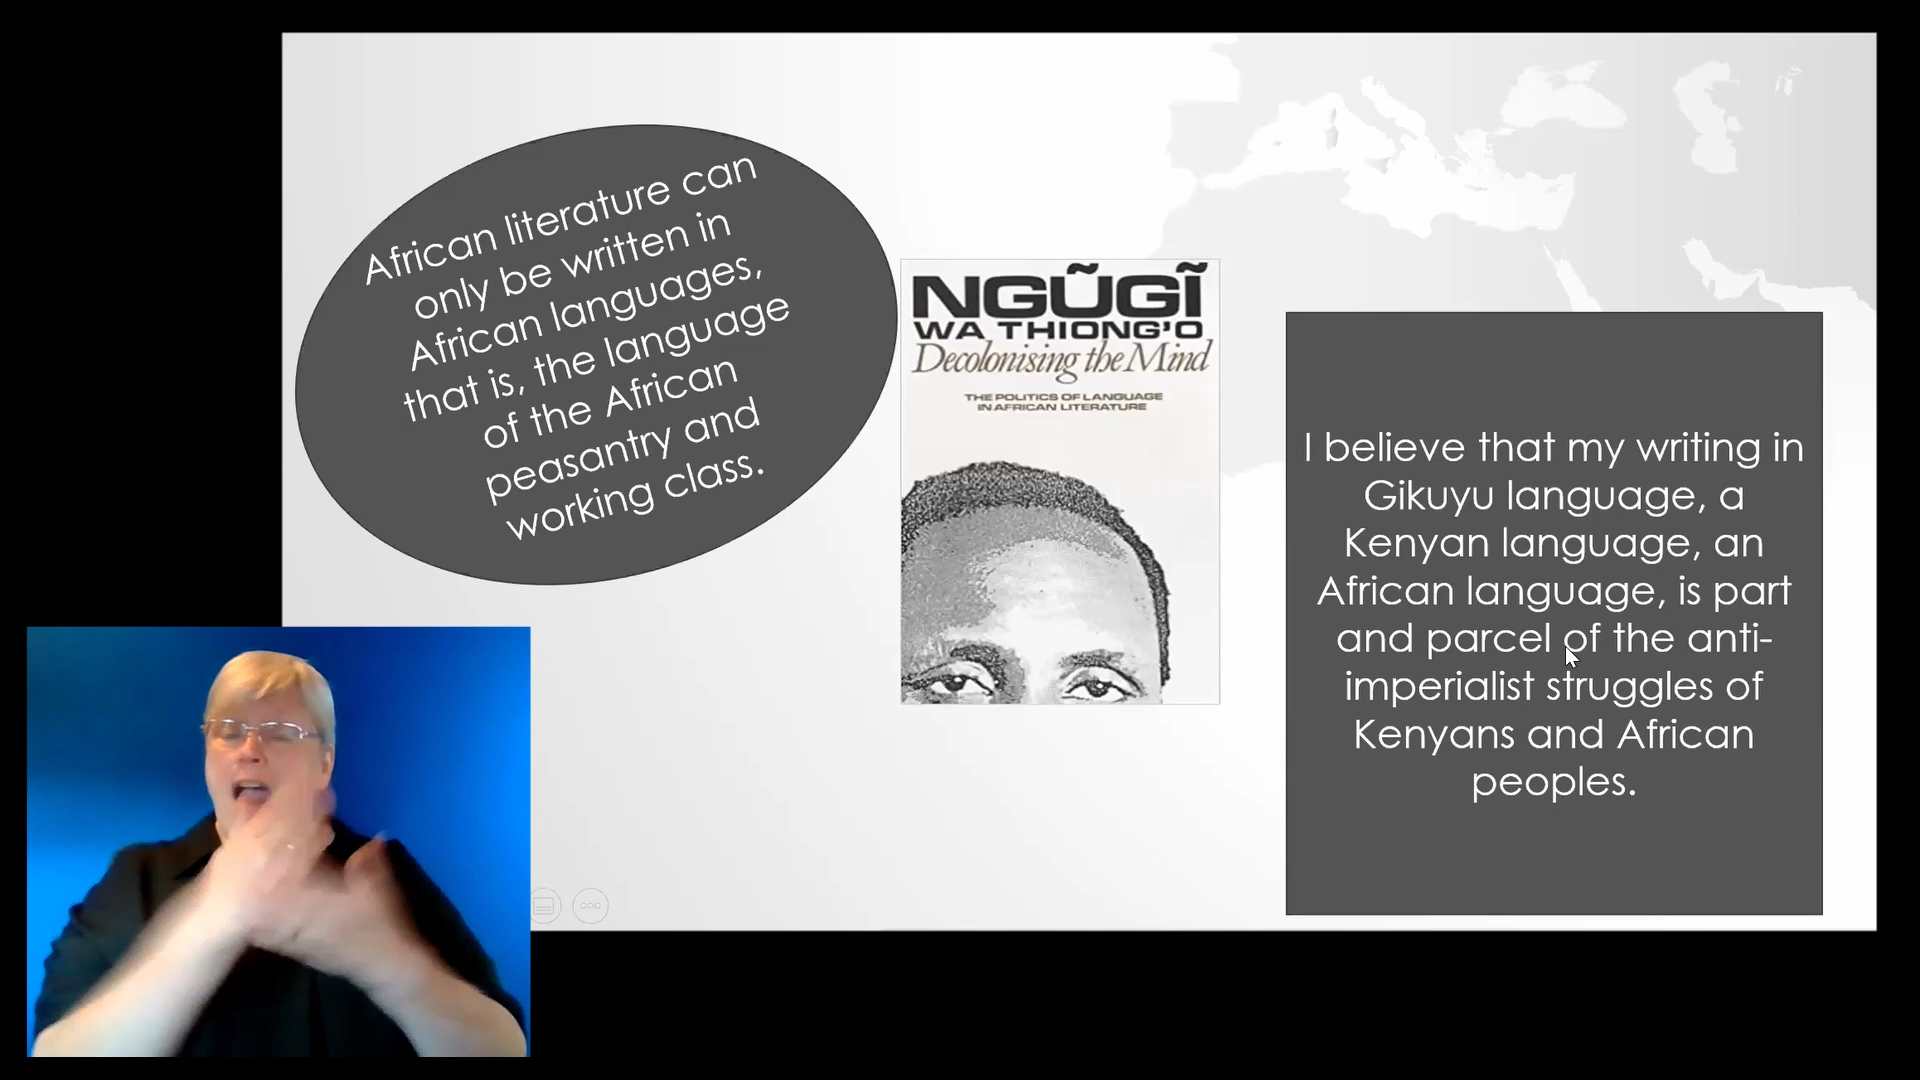 African literature can
only be written in
African languages,
that is, the language
of the African
peasantry and
working class.
NGŨGĨ
WA THIONG'O
Decolonising the Mind
THE POLITICS OF LANGUAGE
IN AFRICAN LITERATURE
I believe that my writing in
Gikuyu language, a
Kenyan language, an
African language, is part
and parcel of the anti-
imperialist struggles of
Kenyans and African
peoples.